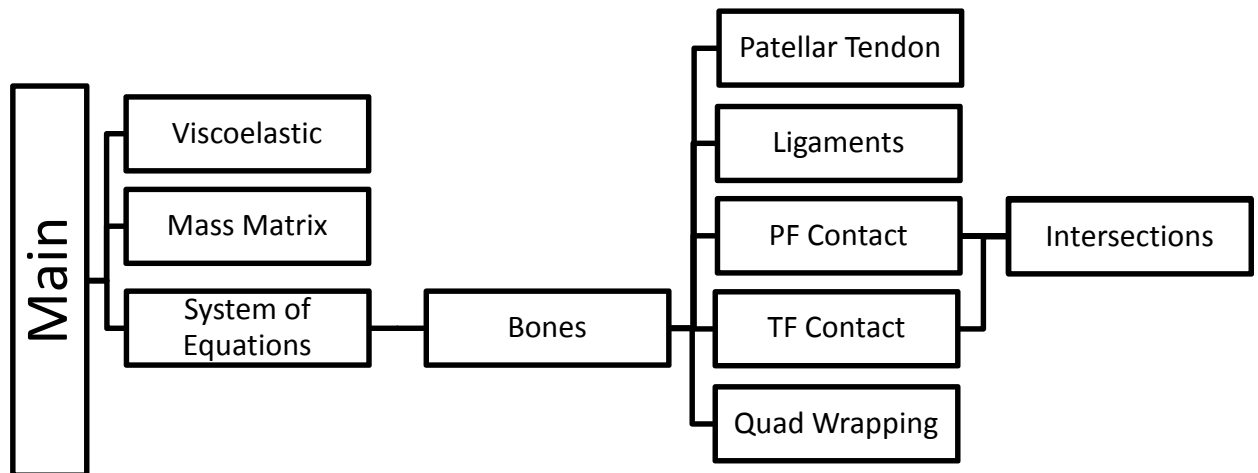 Main
Viscoelastic
Mass Matrix
System of
Equations
Bones
Patellar Tendon
Ligaments
PF Contact
TF Contact
Quad Wrapping
Intersections